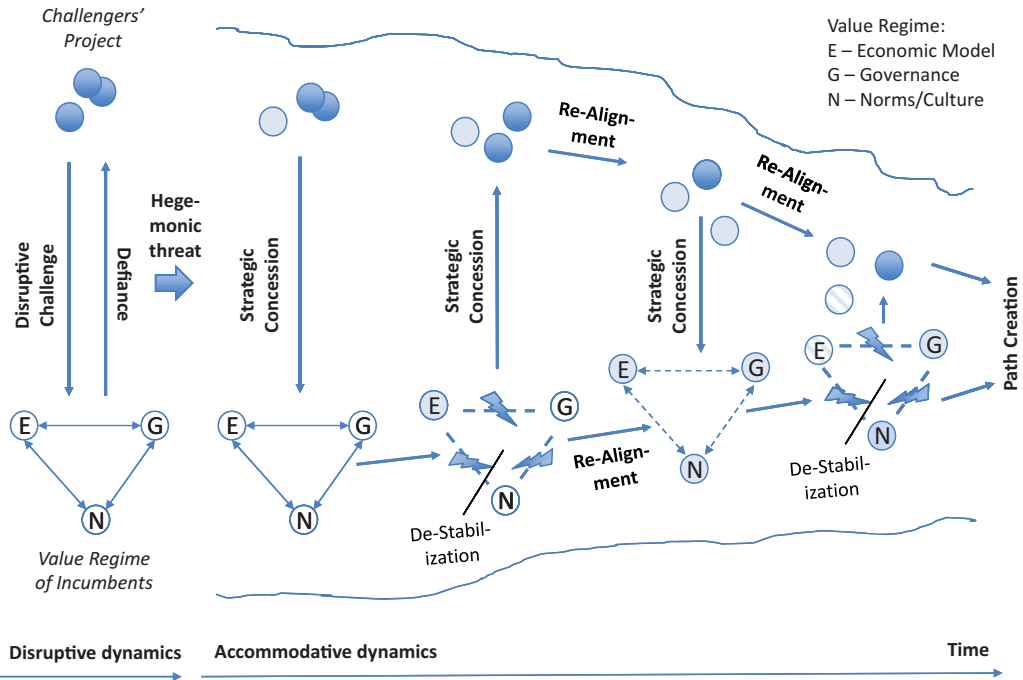 Challengers’
Project
Value Regime:
E – Economic Model
G – Governance
N – Norms/Culture
Disruptive
Challenge
Defiance
Hege-
monic
threat
Strategic
Concession
Strategic
Concession
Re-Align-
ment
Strategic
Concession
Re-Align-
ment
Path Creation
E
G
N
E
G
N
E
G
N
De-Stabil-
ization
Re-Align-
ment
E
G
N
E
G
N
De-Stabil-
ization
Value Regime
of Incumbents
Disruptive dynamics
Accommodative dynamics
Time